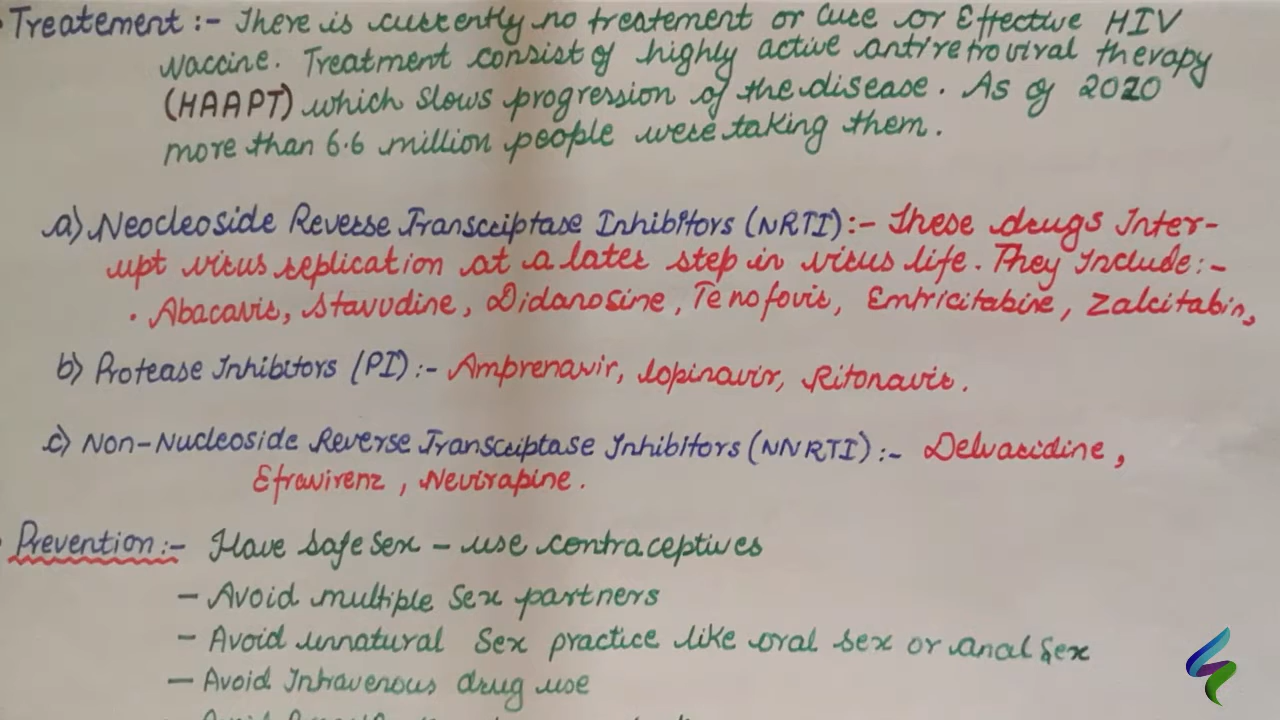 Treatement :- There is currently no treatement or Cure or Effective HIV
vaccine. Treatment consist of highly active antiretroviral therapy
(HAAPT) which slows progression of the disease. As of 2020
more than 6.6 million people were taking them.
a) Neocleoside Reverse Transcriptase Inhibitors (NRTI) :- These drugs Inter-
upt virus replication at a later step in virus life. They Include :-
. Abacavir, Stavudine, Didanosine, Tenofovir, Emtricitabine, Zalcitabin,
b) Protease Inhibitors (PI) :- Amprenavir, lopinavir, Ritonavir.
c) Non-Nucleoside Reverse Transcriptase Inhibitors (NNRTI) :- Delvaridine,
Efravirenz, Nevirapine.
Prevention :- Have safe sex - use contraceptives
- Avoid multiple sex partners
- Avoid unnatural sex practice like oral sex or anal sex
- Avoid Intravenous drug use